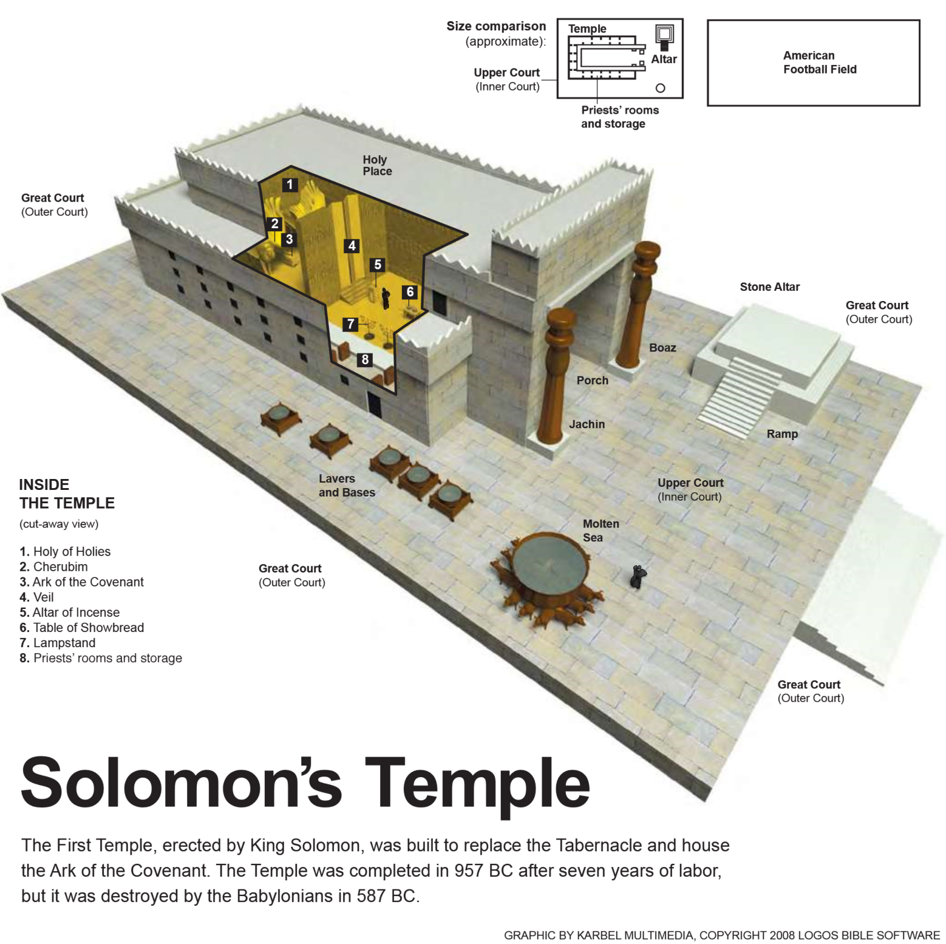 Size comparison
(approximate):
Temple
Altar
Upper Court
(Inner Court)
Priests' rooms
and storage
American
Football Field
Holy
Place
Great Court
(Outer Court)
1
2
3
4
5
6
7
8
Stone Altar
Great Court
(Outer Court)
Boaz
Porch
Jachin
Ramp
Lavers
and Bases
Upper Court
(Inner Court)
Molten
Sea
Great Court
(Outer Court)
Great Court
(Outer Court)
INSIDE
THE TEMPLE
(cut-away view)
1. Holy of Holies
2. Cherubim
3. Ark of the Covenant
4. Veil
5. Altar of Incense
6. Table of Showbread
7. Lampstand
8. Priests' rooms and storage
Solomon's Temple
The First Temple, erected by King Solomon, was built to replace the Tabernacle and house
the Ark of the Covenant. The Temple was completed in 957 BC after seven years of labor,
but it was destroyed by the Babylonians in 587 BC.
GRAPHIC BY KARBEL MULTIMEDIA, COPYRIGHT 2008 LOGOS BIBLE SOFTWARE